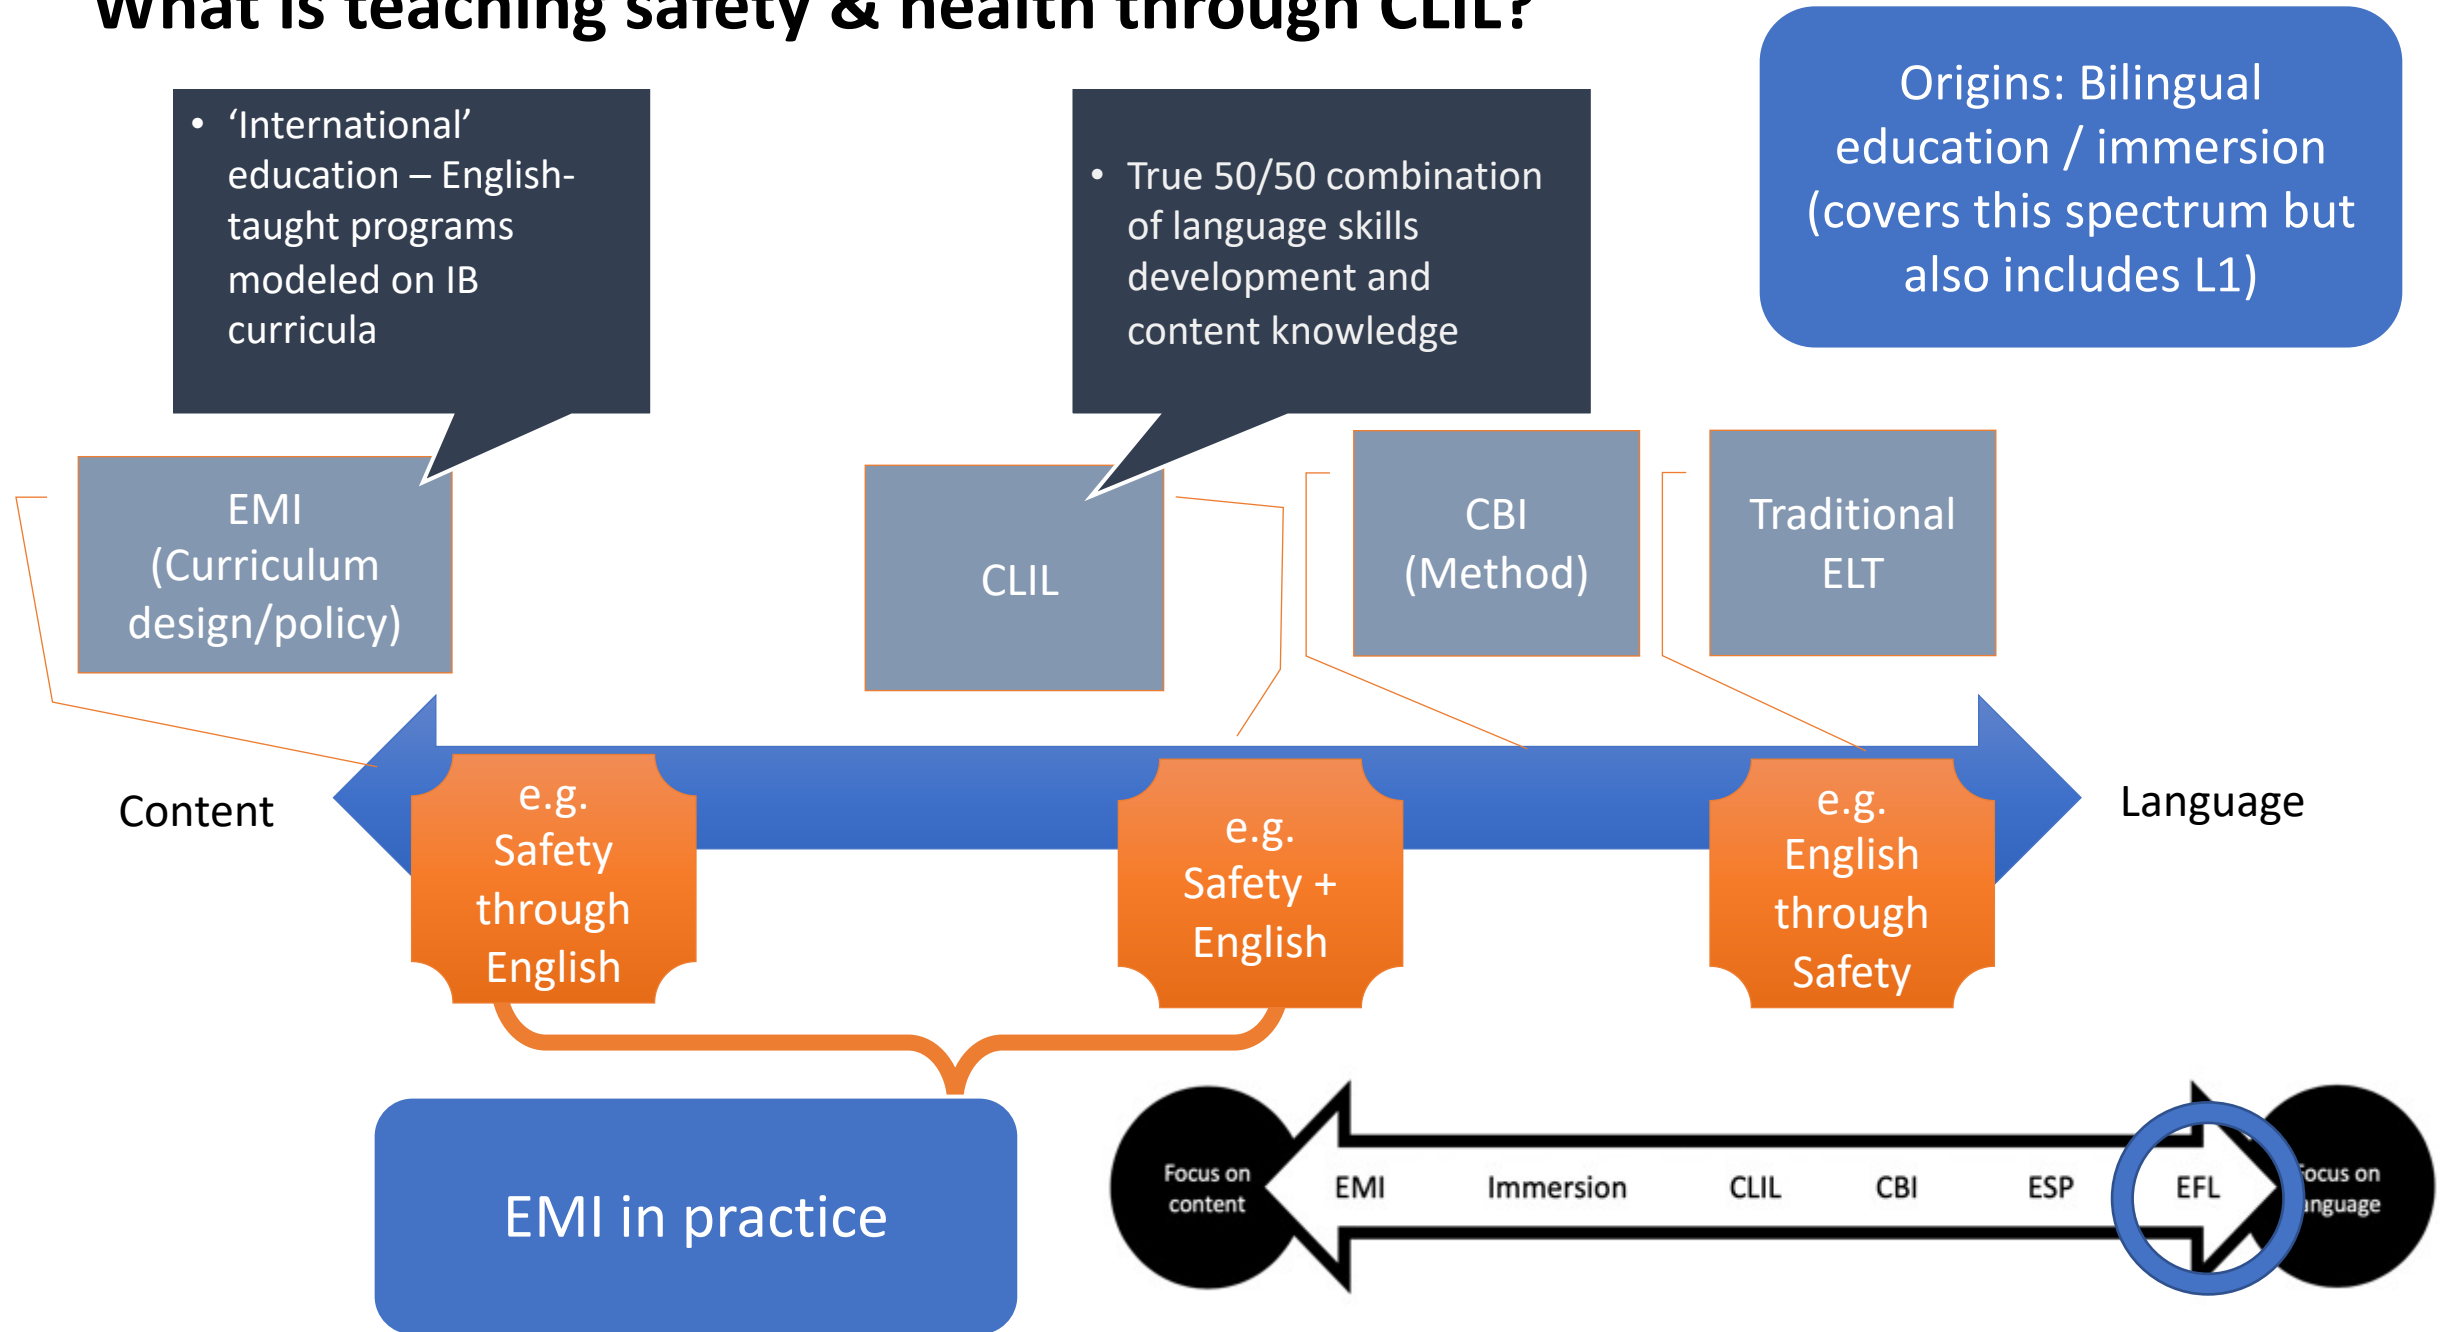 What is teaching safety & health through CLIL?
Origins: Bilingual
education / immersion
(covers this spectrum but
also includes L1)
• ‘International’
education – English-
taught programs
modeled on IB
curricula
• True 50/50 combination
of language skills
development and
content knowledge
EMI
(Curriculum
design/policy)
CLIL
CBI
(Method)
Traditional
ELT
Content
e.g.
Safety
through
English
e.g.
Safety +
English
e.g.
English
through
Safety
Language
EMI in practice
Focus on
content
EMI Immersion CLIL CBI ESP EFL
Focus on
language